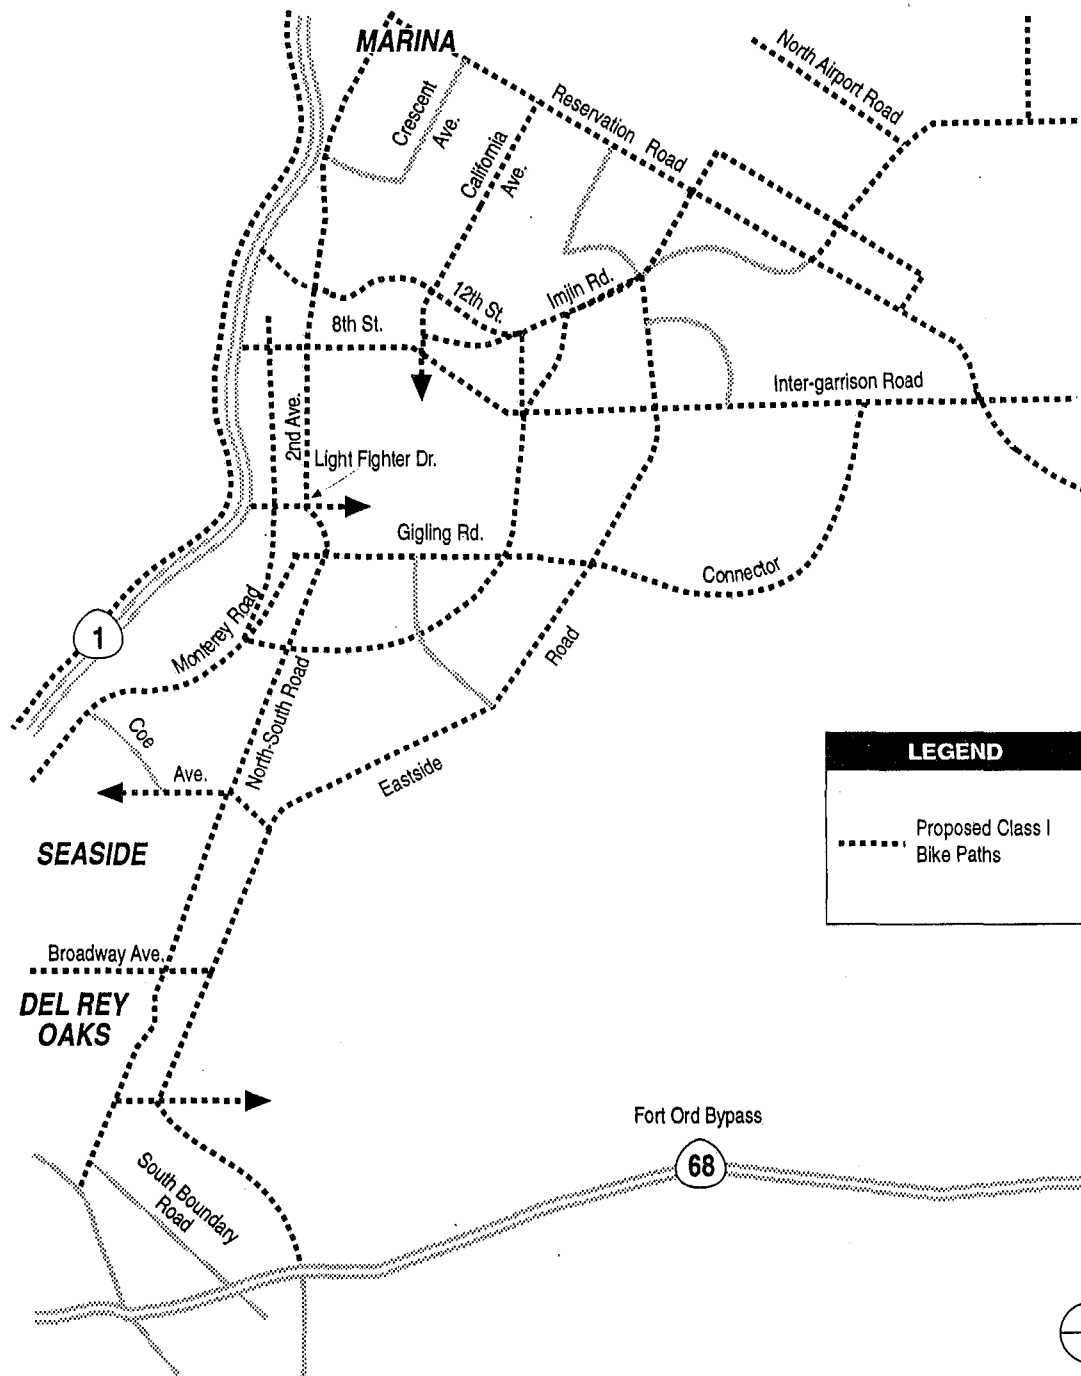 MARINA
North Airport Road
Crescent
Ave.
Reservation Road
California
Ave.
12th St.
Imjin Rd.
8th St.
Inter-garrison Road
2nd Ave.
Light Fighter Dr.
Gigling Rd.
Connector
1
Monterey Road
Road
North-South Road
Coe
Ave.
Eastside
LEGEND
Proposed Class I
Bike Paths
SEASIDE
Broadway Ave.
DEL REY
OAKS
Fort Ord Bypass
68
South Boundary
Road